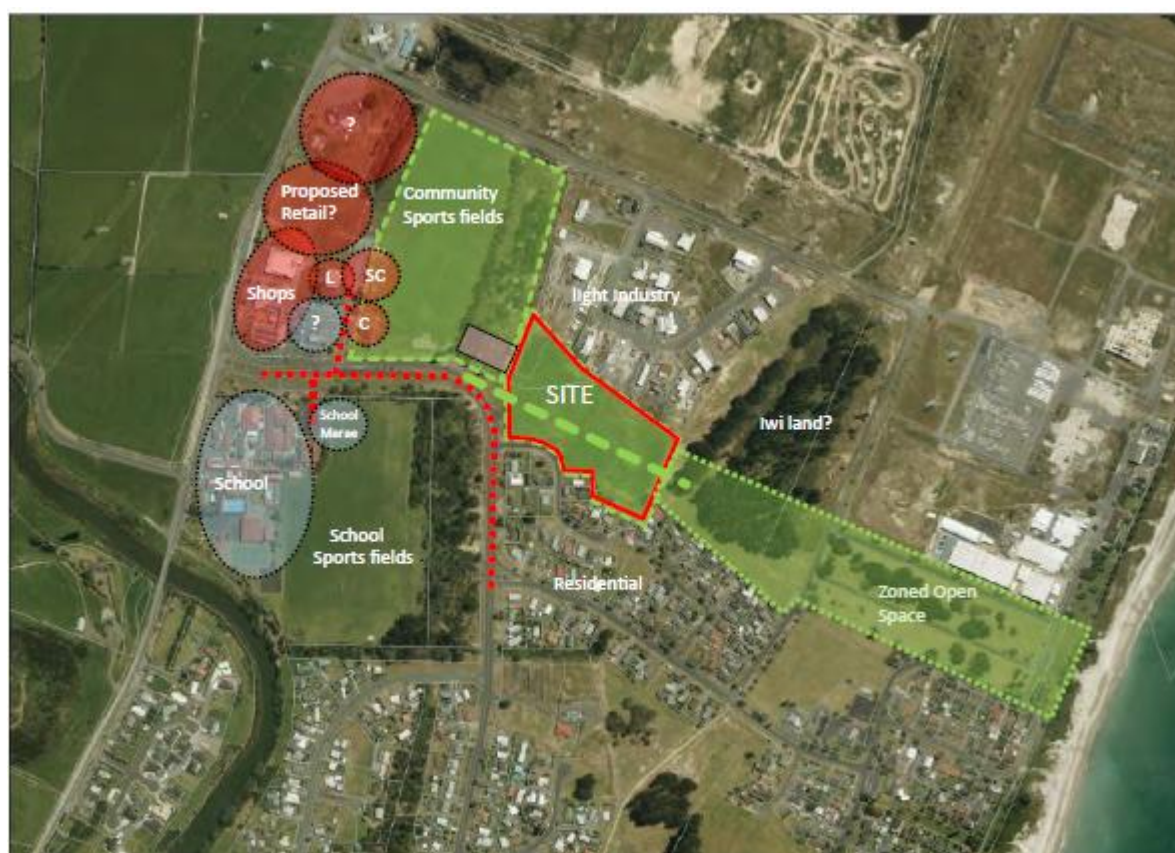 ?
Proposed
Retail?
Community
Sports fields
L
SC
Shops
?
C
light Industry
SITE
Iwi land?
School
Marae
School
School
Sports fields
Residential
Zoned Open
Space